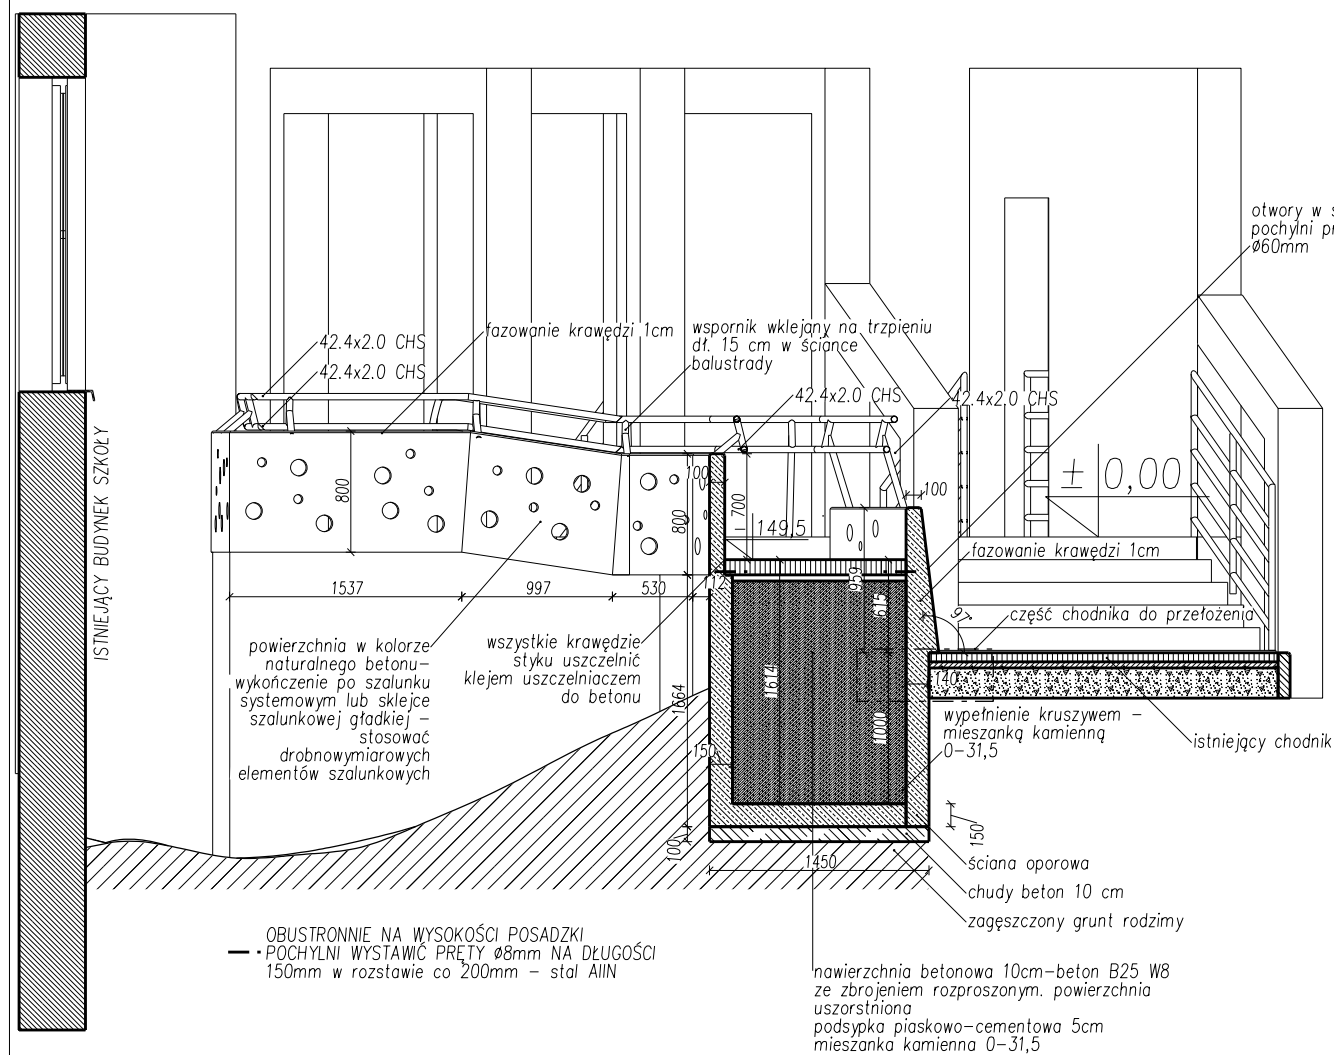 otwory w
pochylni
ø60mm
42.4x2.0 CHS
42.4x2.0 CHS
fazowanie krawędzi 1cm
wspornik wklejany na trzpieniu
dł. 15 cm w ściance
balustrady
42.4x2.0 CHS
42.4x2.0 CHS
ISTNIEJĄCY BUDYNEK SZKOŁY
± 0,00
800
800
100
700
100
-149,5
fazowanie krawędzi 1cm
959
615
1537
997
530
12
97°
część chodnika do przełożenia
powierzchnia w kolorze
naturalnego betonu-
wykończenie po szalunku
systemowym lub sklejce
szalunkowej gładkiej -
stosować
drobnowymiarowych
elementów szalunkowych
wszystkie krawędzie
styku uszczelnić
klejem uszczelniaczem
do betonu
1664
1614
1000
140
150
wypełnienie kruszywem -
mieszanką kamienną
0-31,5
istniejący chodnik
100
150
1450
ściana oporowa
chudy beton 10 cm
zagęszczony grunt rodzimy
OBUSTRONNIE NA WYSOKOŚCI POSADZKI
POCHYLNI WYSTAWIĆ PRĘTY ø8mm NA DŁUGOŚCI
150mm w rozstawie co 200mm - stal AIIN
nawierzchnia betonowa 10cm-beton B25 W8
ze zbrojeniem rozproszonym. powierzchnia
uszorstniona
podsypka piaskowo-cementowa 5cm
mieszanka kamienna 0-31,5